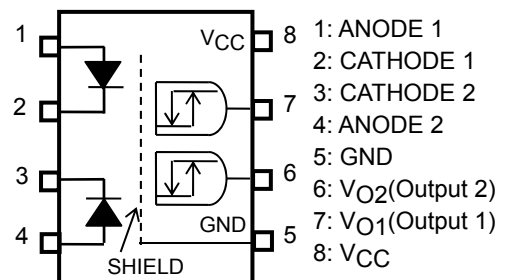 1
2
3
4
VCC
GND
SHIELD
8
7
6
5
1: ANODE 1
2: CATHODE 1
3: CATHODE 2
4: ANODE 2
5: GND
6: VO2(Output 2)
7: VO1(Output 1)
8: VCC